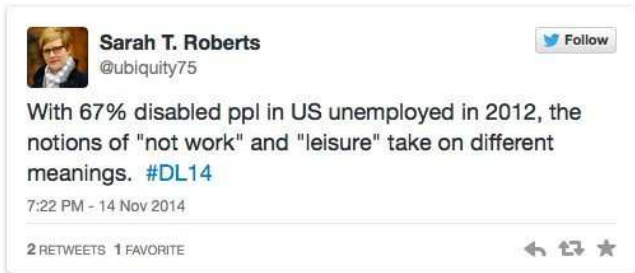 Sarah T. Roberts
Follow
@ubiquity75
With 67% disabled ppl in US unemployed in 2012, the
notions of "not work" and "leisure" take on different
meanings. #DL14
7:22 PM - 14 Nov 2014
2 RETWEETS 1 FAVORITE